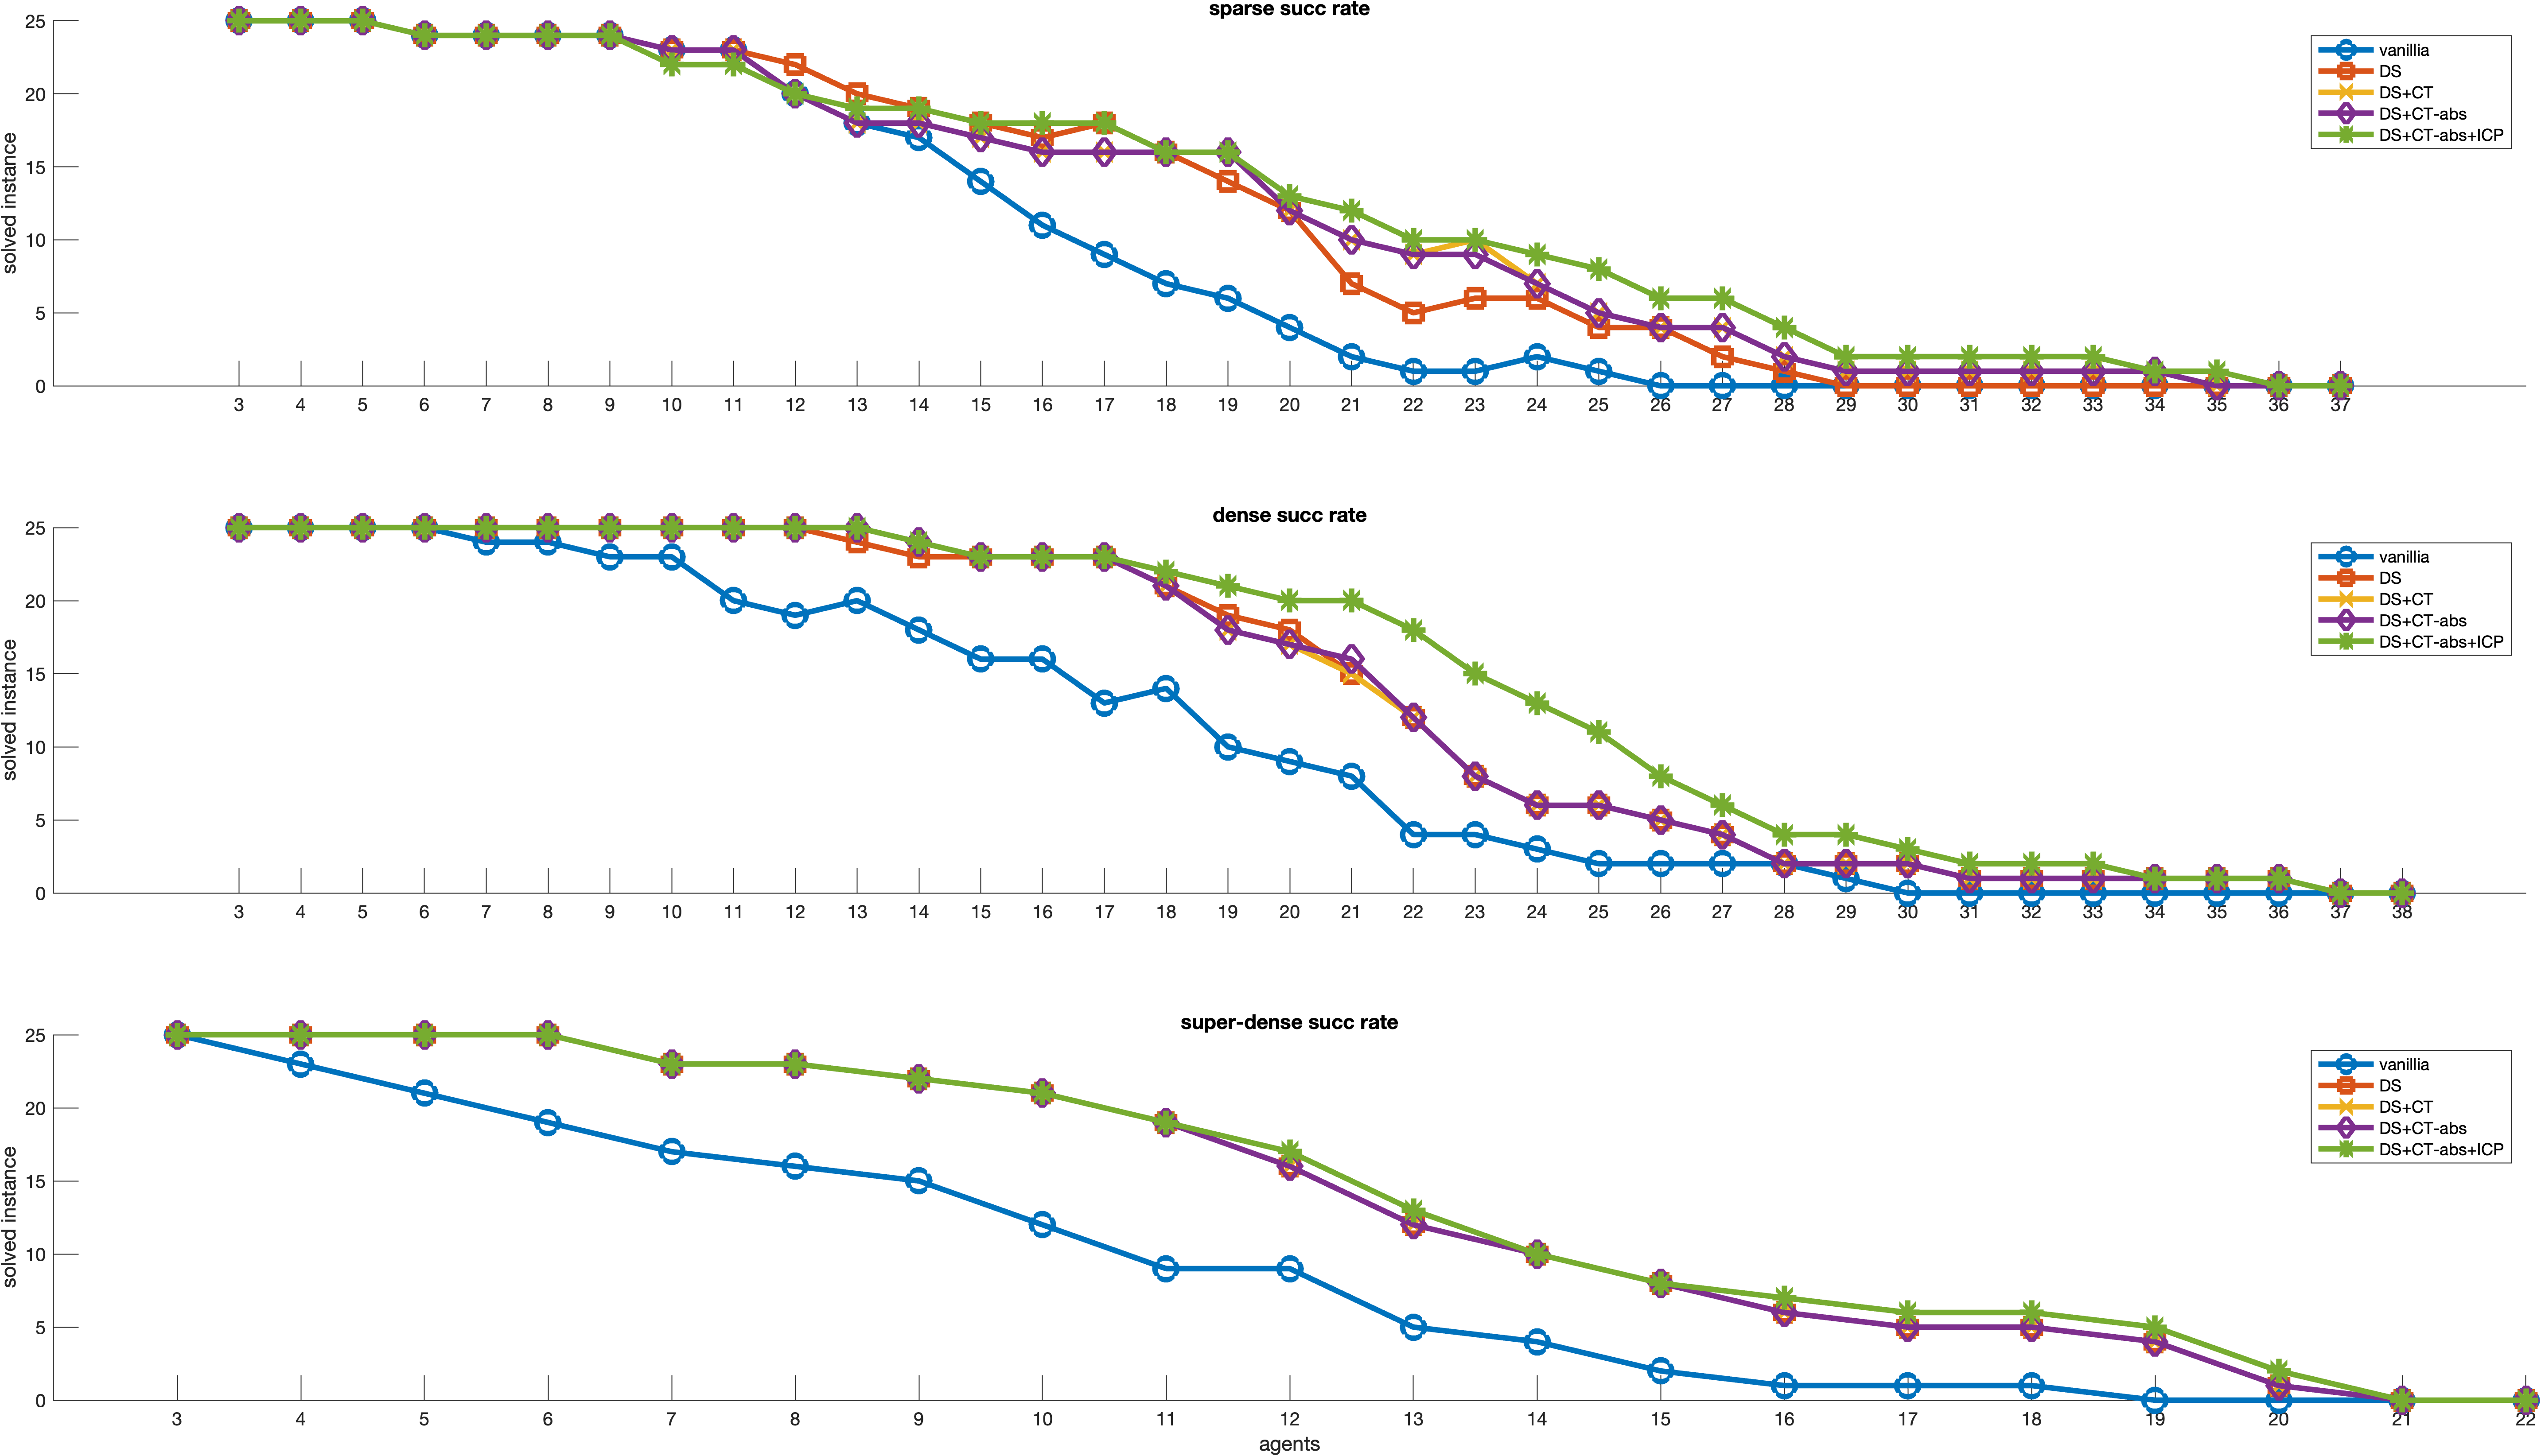 sparse succ rate
25
20
15
10
5
0
solved instance
vanillia
DS
DS+CT
DS+CT-abs
DS+CT-abs+ICP
3 4 5 6 7 8 9 10 11 12 13 14 15 16 17 18 19 20 21 22 23 24 25 26 27 28 29 30 31 32 33 34 35 36 37
dense succ rate
25
20
15
10
5
0
solved instance
vanillia
DS
DS+CT
DS+CT-abs
DS+CT-abs+ICP
3 4 5 6 7 8 9 10 11 12 13 14 15 16 17 18 19 20 21 22 23 24 25 26 27 28 29 30 31 32 33 34 35 36 37 38
super-dense succ rate
25
20
15
10
5
0
solved instance
vanillia
DS
DS+CT
DS+CT-abs
DS+CT-abs+ICP
3 4 5 6 7 8 9 10 11 12 13 14 15 16 17 18 19 20 21 22
agents